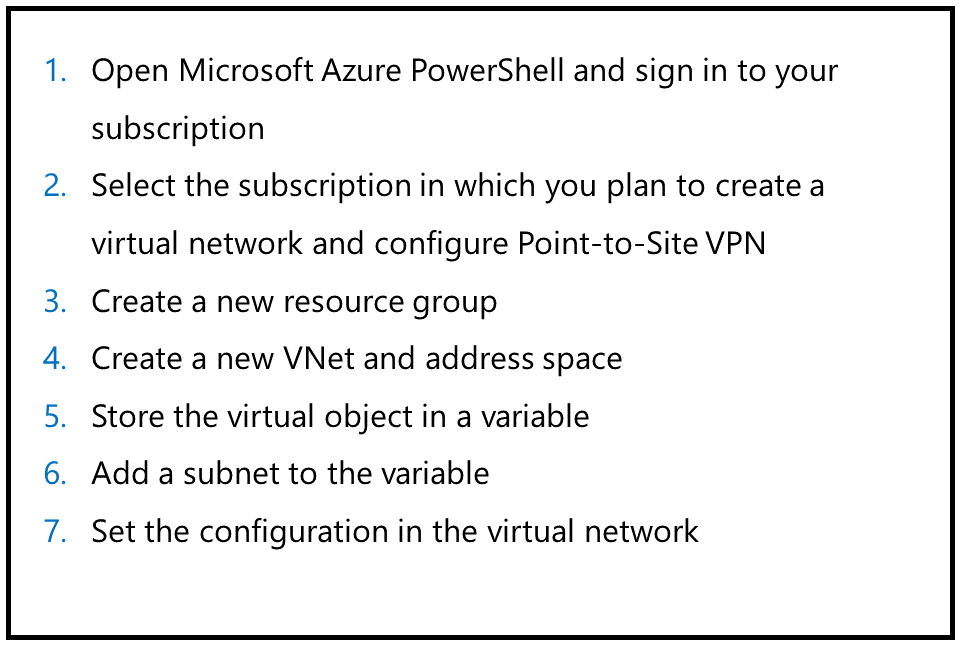 1. Open Microsoft Azure PowerShell and sign in to your
subscription
2. Select the subscription in which you plan to create a
virtual network and configure Point-to-Site VPN
3. Create a new resource group
4. Create a new VNet and address space
5. Store the virtual object in a variable
6. Add a subnet to the variable
7. Set the configuration in the virtual network